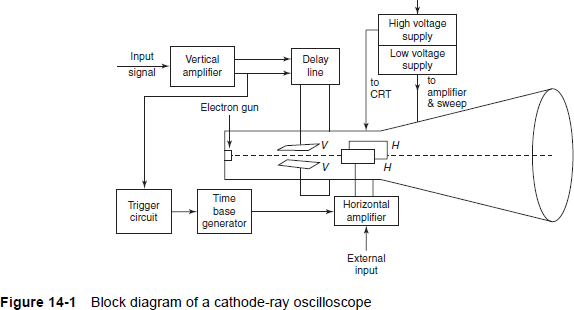 High voltage
supply
Low voltage
supply
Input
signal
Vertical
amplifier
Delay
line
to
CRT
to
amplifier
& sweep
Electron gun
V
H
V
H
Trigger
circuit
Time
base
generator
Horizontal
amplifier
External
input
Figure 14-1 Block diagram of a cathode-ray oscilloscope